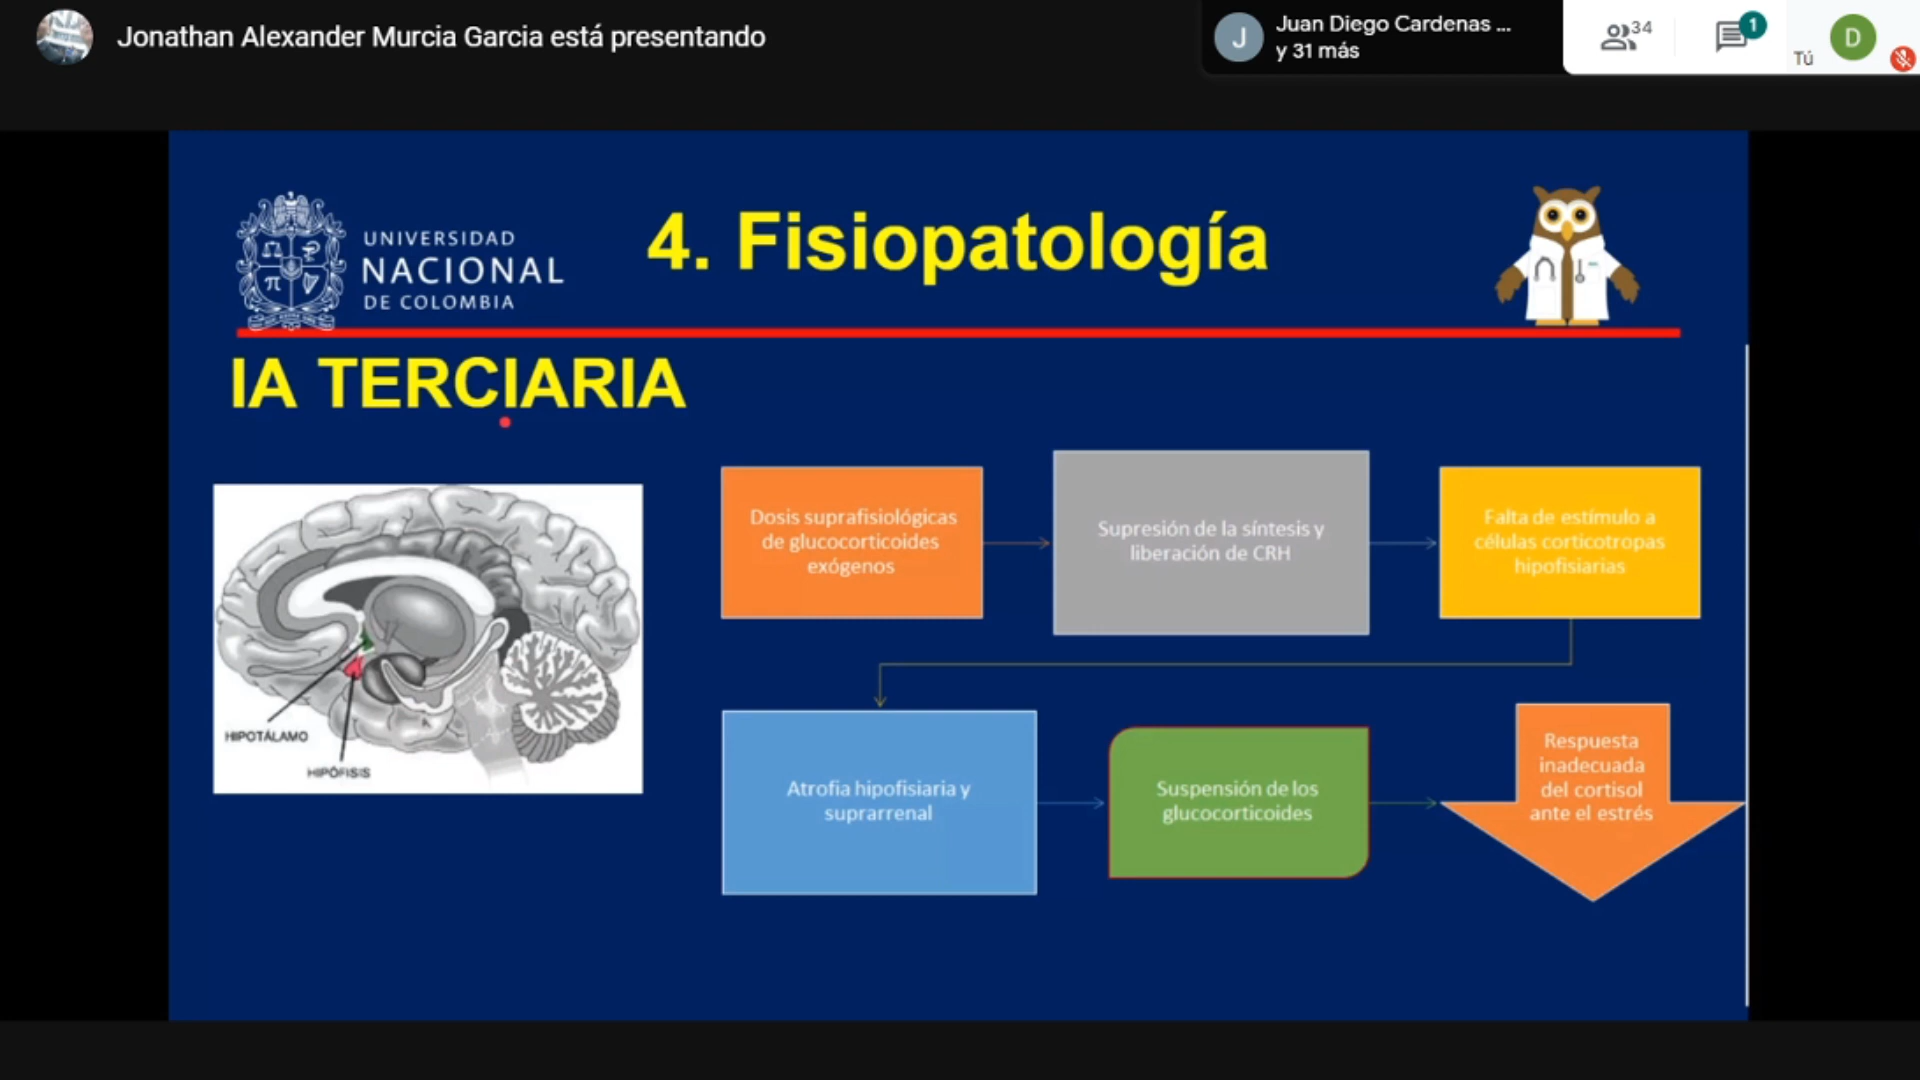 Jonathan Alexander Murcia Garcia está presentando
J
Juan Diego Cardenas ...
y 31 más
34
1
Tú
D
UNIVERSIDAD
NACIONAL
DE COLOMBIA
π
4. Fisiopatología
IA TERCIARIA
HIPOTÁLAMO
HIPÓFISIS
Dosis suprafisiológicas
de glucocorticoides
exógenos
Supresión de la síntesis y
liberación de CRH
Falta de estímulo a
células corticotropas
hipofisiarias
Atrofia hipofisiaria y
suprarrenal
Suspensión de los
glucocorticoides
Respuesta
inadecuada
del cortisol
ante el estrés